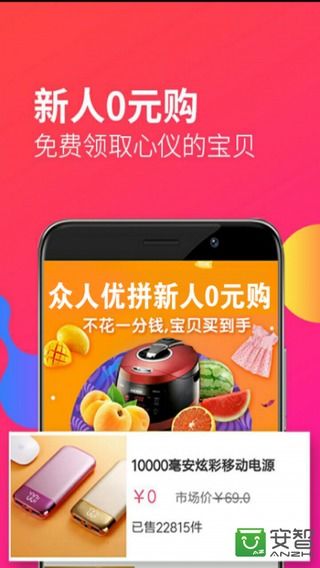 新人0元购
免费领取心仪的宝贝
众人优拼新人0元购
不花一分钱,宝贝买到手
10000毫安炫彩移动电源
¥0 市场价¥69.0
已售22815件
安智
ANZHI